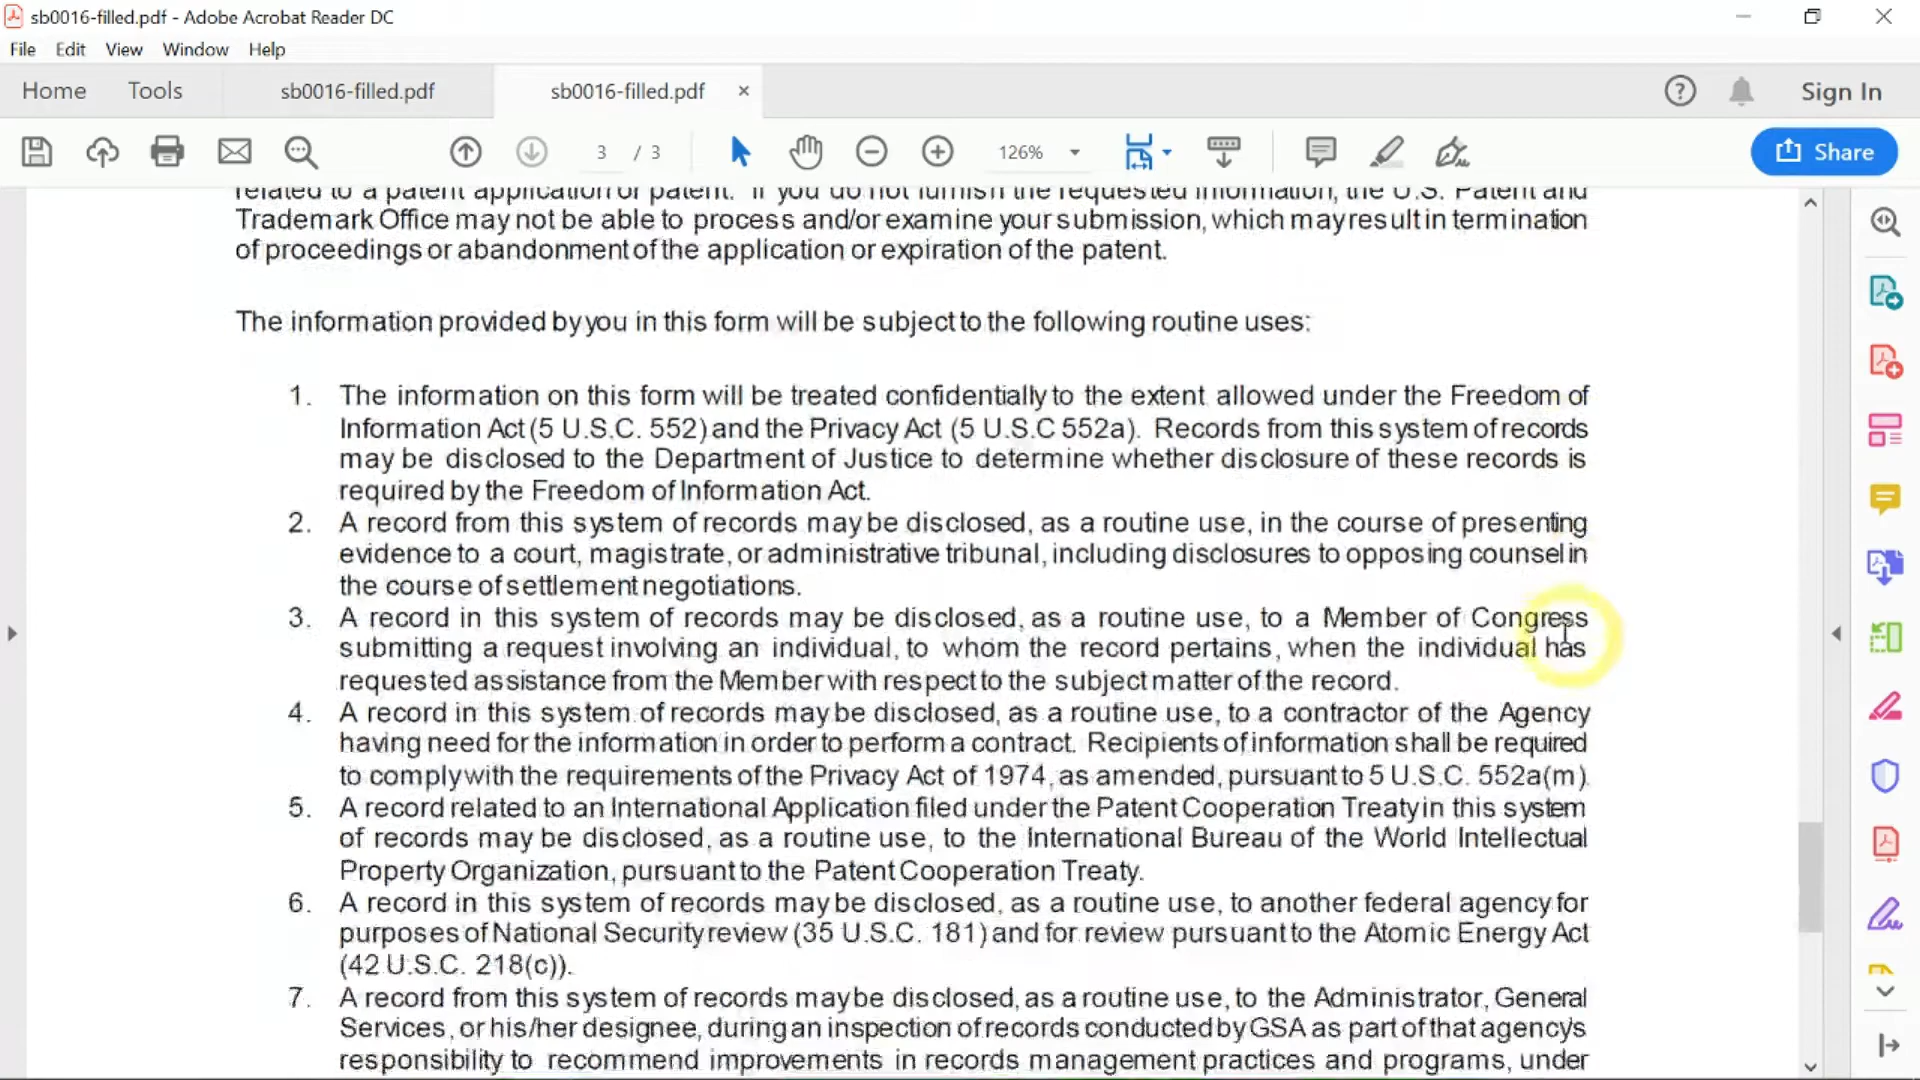 sb0016-filled.pdf - Adobe Acrobat Reader DC
File Edit View Window Help
Home Tools sb0016-filled.pdf sb0016-filled.pdf × Sign In
3 / 3 126% Share
related to a patent application or patent. If you do not furnish the requested information, the U.S. Patent and
Trademark Office may not be able to process and/or examine your submission, which may result in termination
of proceedings or abandonment of the application or expiration of the patent.
The information provided by you in this form will be subject to the following routine uses:
1. The information on this form will be treated confidentially to the extent allowed under the Freedom of
Information Act (5 U.S.C. 552) and the Privacy Act (5 U.S.C 552a). Records from this system of records
may be disclosed to the Department of Justice to determine whether disclosure of these records is
required by the Freedom of Information Act.
2. A record from this system of records may be disclosed, as a routine use, in the course of presenting
evidence to a court, magistrate, or administrative tribunal, including disclosures to opposing counsel in
the course of settlement negotiations.
3. A record in this system of records may be disclosed, as a routine use, to a Member of Congress
submitting a request involving an individual, to whom the record pertains, when the individual has
requested assistance from the Member with respect to the subject matter of the record.
4. A record in this system of records may be disclosed, as a routine use, to a contractor of the Agency
having need for the information in order to perform a contract. Recipients of information shall be required
to comply with the requirements of the Privacy Act of 1974, as amended, pursuant to 5 U.S.C. 552a(m).
5. A record related to an International Application filed under the Patent Cooperation Treaty in this system
of records may be disclosed, as a routine use, to the International Bureau of the World Intellectual
Property Organization, pursuant to the Patent Cooperation Treaty.
6. A record in this system of records may be disclosed, as a routine use, to another federal agency for
purposes of National Security review (35 U.S.C. 181) and for review pursuant to the Atomic Energy Act
(42 U.S.C. 218(c)).
7. A record from this system of records may be disclosed, as a routine use, to the Administrator, General
Services, or his/her designee, during an inspection of records conducted by GSA as part of that agency's
responsibility to recommend improvements in records management practices and programs, under